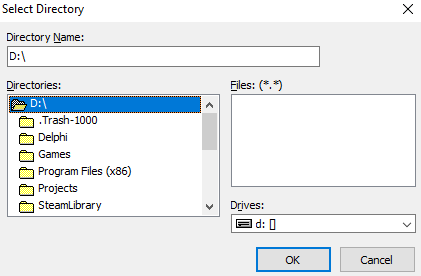 Select Directory
Directory Name:
D:\
Directories:
D:\
.Trash-1000
Delphi
Games
Program Files (x86)
Projects
SteamLibrary
Files: (*.*)
Drives:
d: []
OK
Cancel